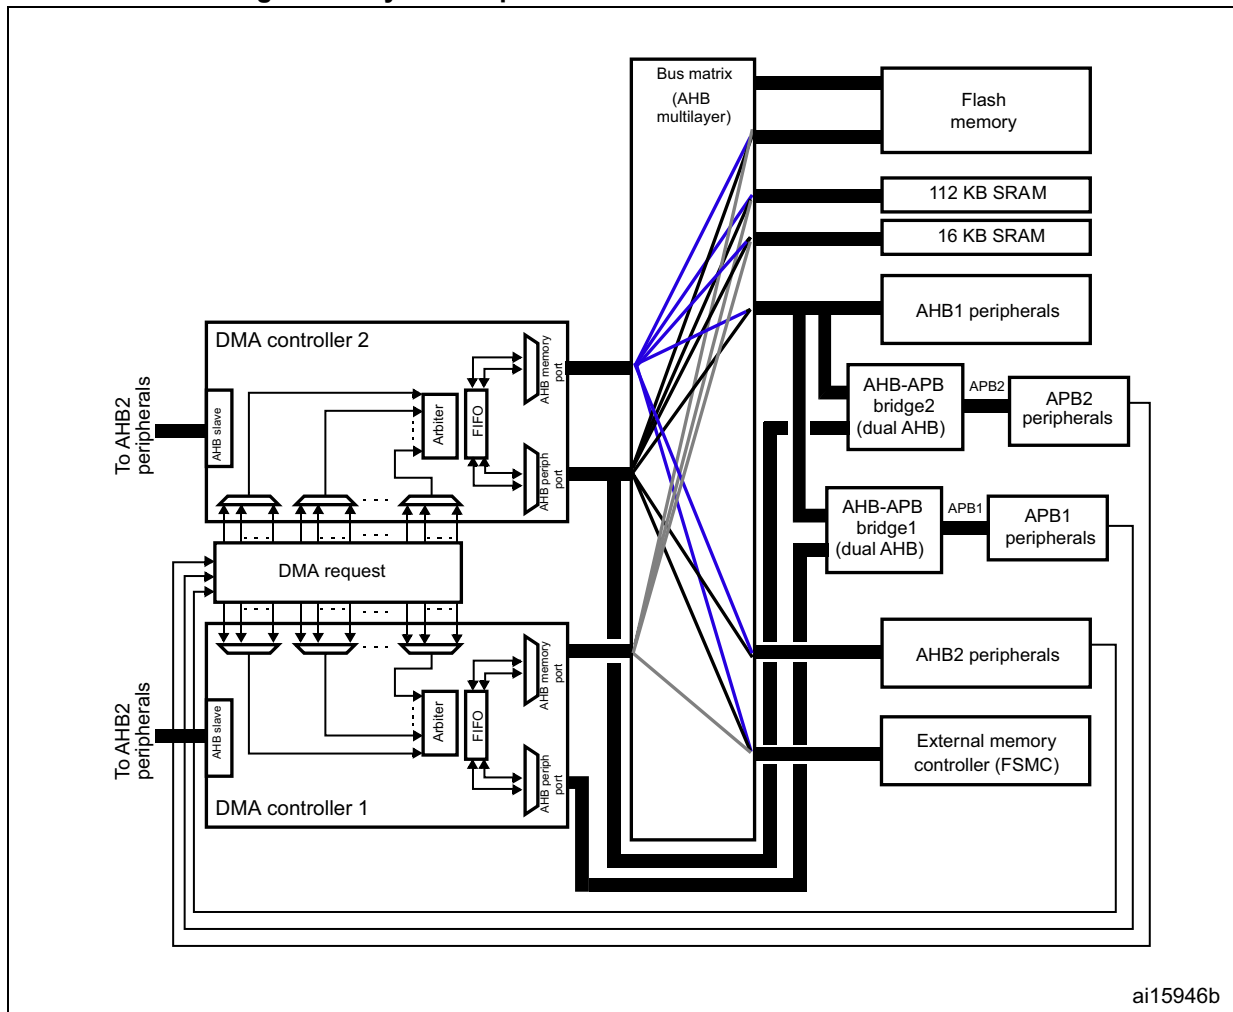 Bus matrix
(AHB
multilayer)
Flash
memory
112 KB SRAM
16 KB SRAM
AHB1 peripherals
DMA controller 2
To AHB2
peripherals
AHB slave
Arbiter
FIFO
AHB memory
port
AHB periph
port
AHB-APB
bridge2
(dual AHB)
APB2
APB2
peripherals
AHB-APB
bridge1
(dual AHB)
APB1
APB1
peripherals
DMA request
To AHB2
peripherals
AHB slave
Arbiter
FIFO
AHB memory
port
AHB periph
port
DMA controller 1
AHB2 peripherals
External memory
controller (FSMC)
ai15946b